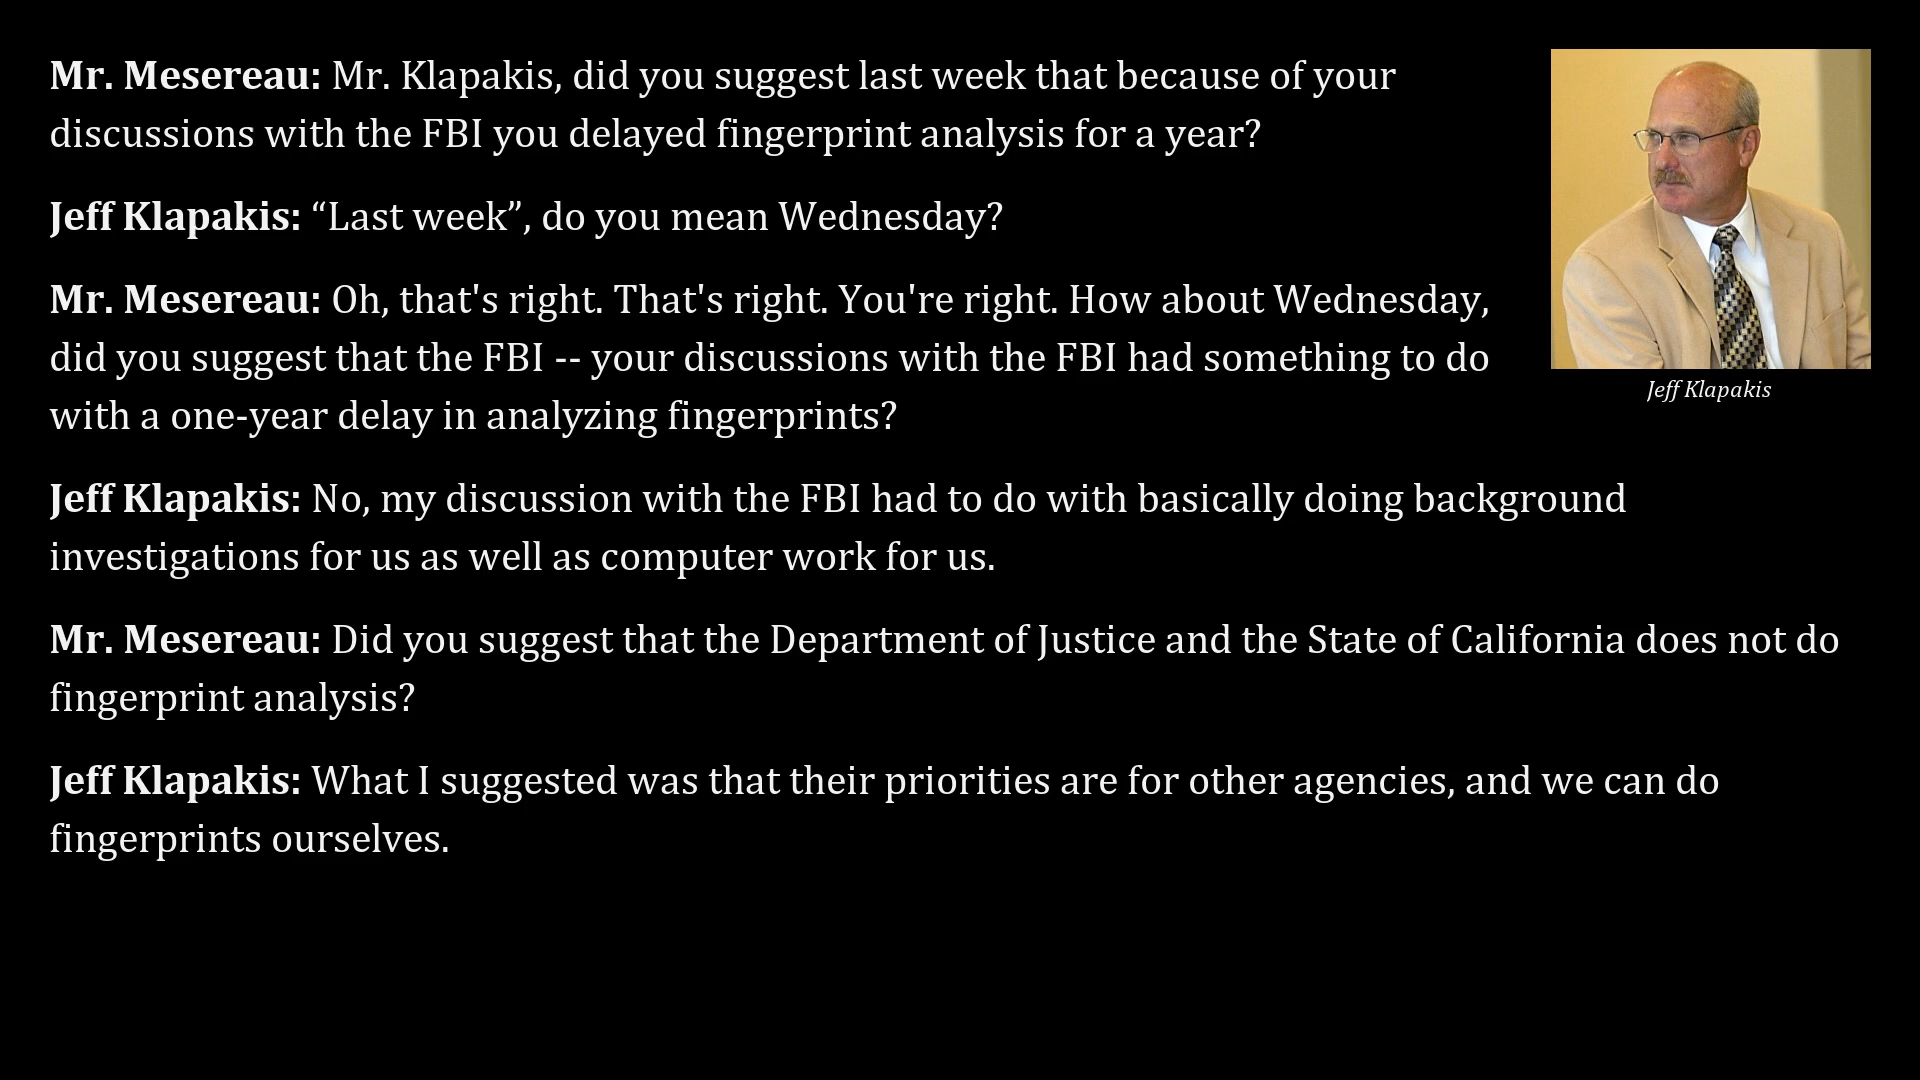 Mr. Mesereau: Mr. Klapakis, did you suggest last week that because of your
discussions with the FBI you delayed fingerprint analysis for a year?
Jeff Klapakis: “Last week”, do you mean Wednesday?
Mr. Mesereau: Oh, that's right. That's right. You're right. How about Wednesday,
did you suggest that the FBI -- your discussions with the FBI had something to do
with a one-year delay in analyzing fingerprints?
Jeff Klapakis
Jeff Klapakis: No, my discussion with the FBI had to do with basically doing background
investigations for us as well as computer work for us.
Mr. Mesereau: Did you suggest that the Department of Justice and the State of California does not do
fingerprint analysis?
Jeff Klapakis: What I suggested was that their priorities are for other agencies, and we can do
fingerprints ourselves.